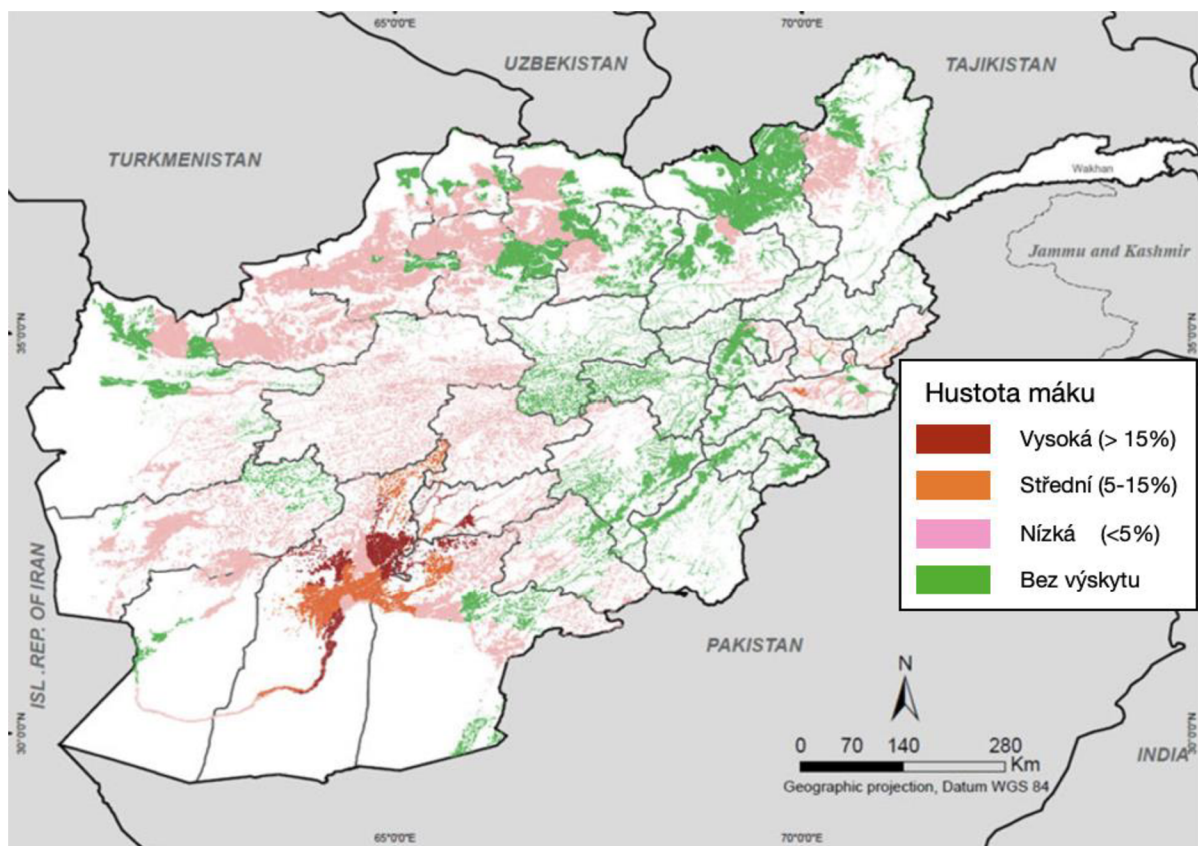 65°0'0"E
70°0'0"E
UZBEKISTAN
TAJIKISTAN
TURKMENISTAN
Wakhan
Jammu and Kashmir
35°0'0"N
35°0'0"N
Hustota máku
Vysoká (> 15%)
Střední (5-15%)
Nízká (<5%)
Bez výskytu
ISL. REP. OF IRAN
PAKISTAN
N
30°0'0"N
30°0'0"N
INDIA
0 70 140 280
Km
Geographic projection, Datum WGS 84
65°0'0"E
70°0'0"E